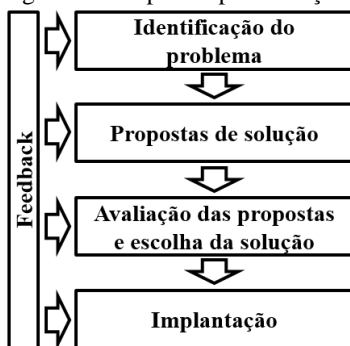 Identificação do
problema
Propostas de solução
Avaliação das propostas
e escolha da solução
Implantação
Feedback